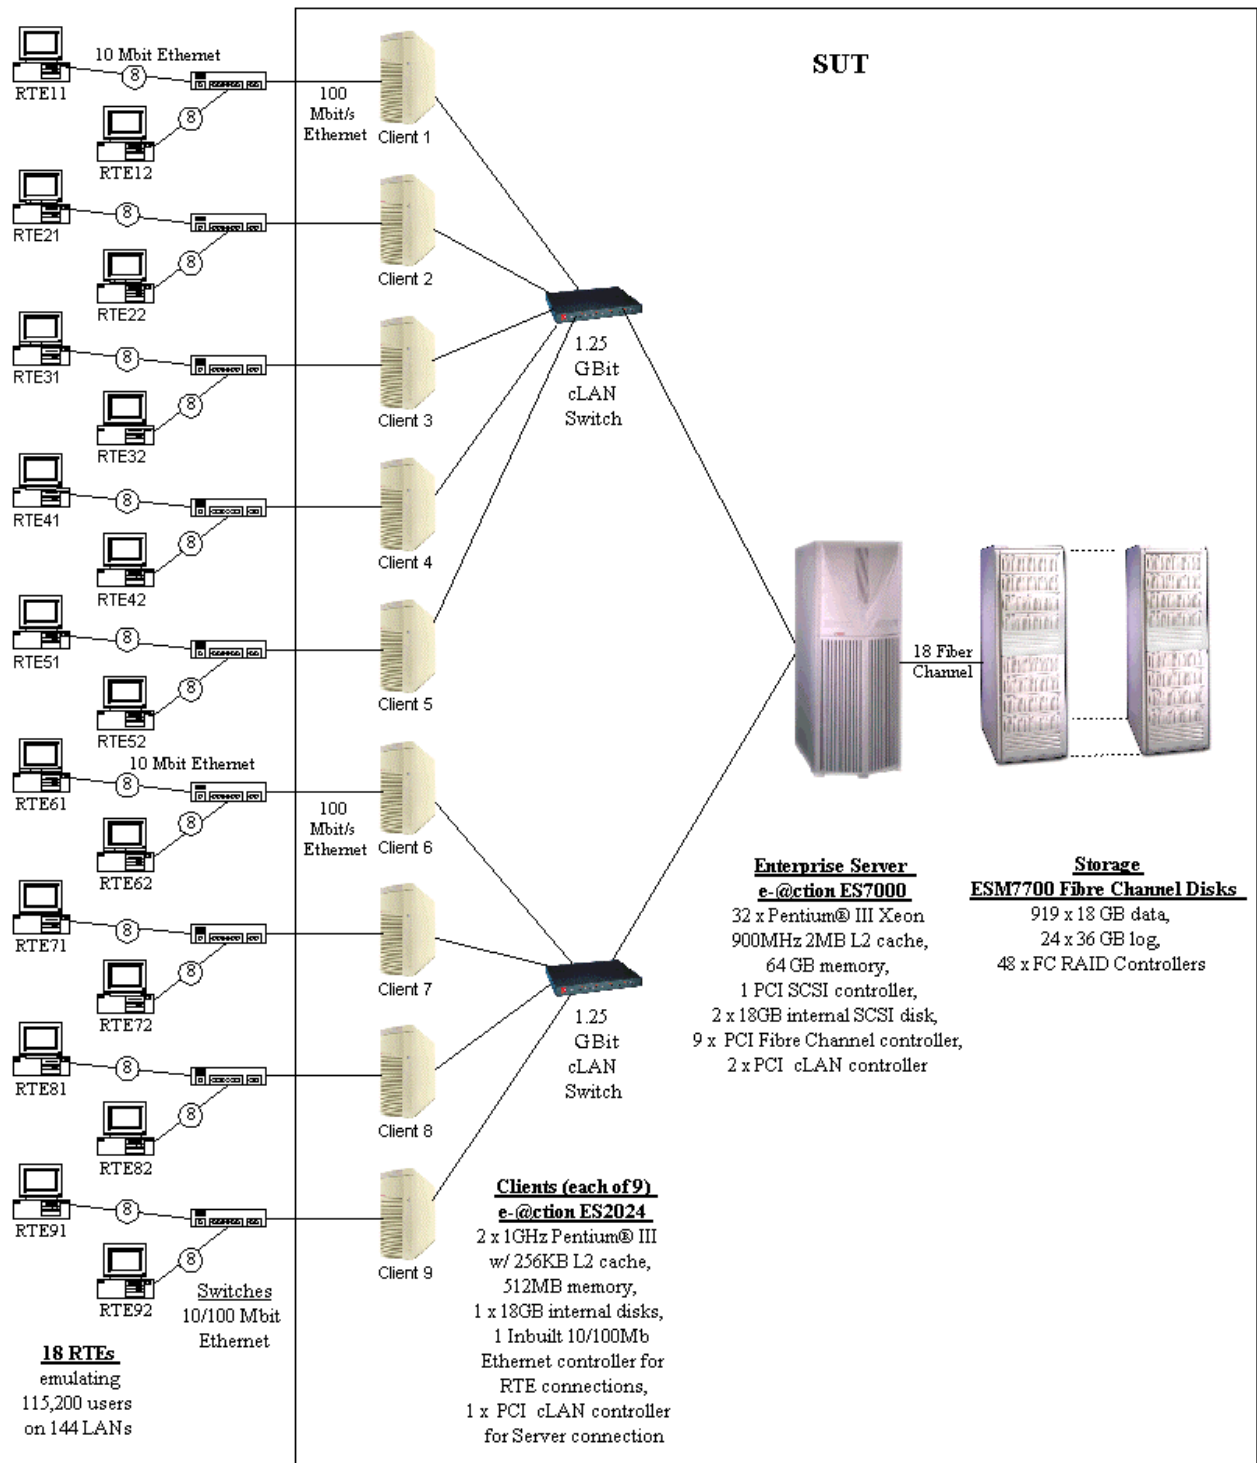 SUT
10 Mbit Ethernet
8
RTE11
8
RTE12
100
Mbit/s
Ethernet
Client 1
8
RTE21
8
RTE22
Client 2
8
RTE31
8
RTE32
Client 3
1.25
GBit
cLAN
Switch
8
RTE41
8
RTE42
Client 4
8
RTE51
8
RTE52
Client 5
18 Fiber
Channel
10 Mbit Ethernet
8
RTE61
8
RTE62
100
Mbit/s
Ethernet
Client 6
8
RTE71
8
RTE72
Client 7
1.25
GBit
cLAN
Switch
8
RTE81
8
RTE82
Client 8
8
RTE91
8
RTE92
Client 9
Enterprise Server
e-@ction ES7000
32 x Pentium® III Xeon
900MHz 2MB L2 cache,
64 GB memory,
1 PCI SCSI controller,
2 x 18GB internal SCSI disk,
9 x PCI Fibre Channel controller,
2 x PCI cLAN controller
Storage
ESM7700 Fibre Channel Disks
919 x 18 GB data,
24 x 36 GB log,
48 x FC RAID Controllers
Switches
10/100 Mbit
Ethernet
18 RTEs
emulating
115,200 users
on 144 LANs
Clients (each of 9)
e-@ction ES2024
2 x 1GHz Pentium® III
w/ 256KB L2 cache,
512MB memory,
1 x 18GB internal disks,
1 Inbuilt 10/100Mb
Ethernet controller for
RTE connections,
1 x PCI cLAN controller
for Server connection